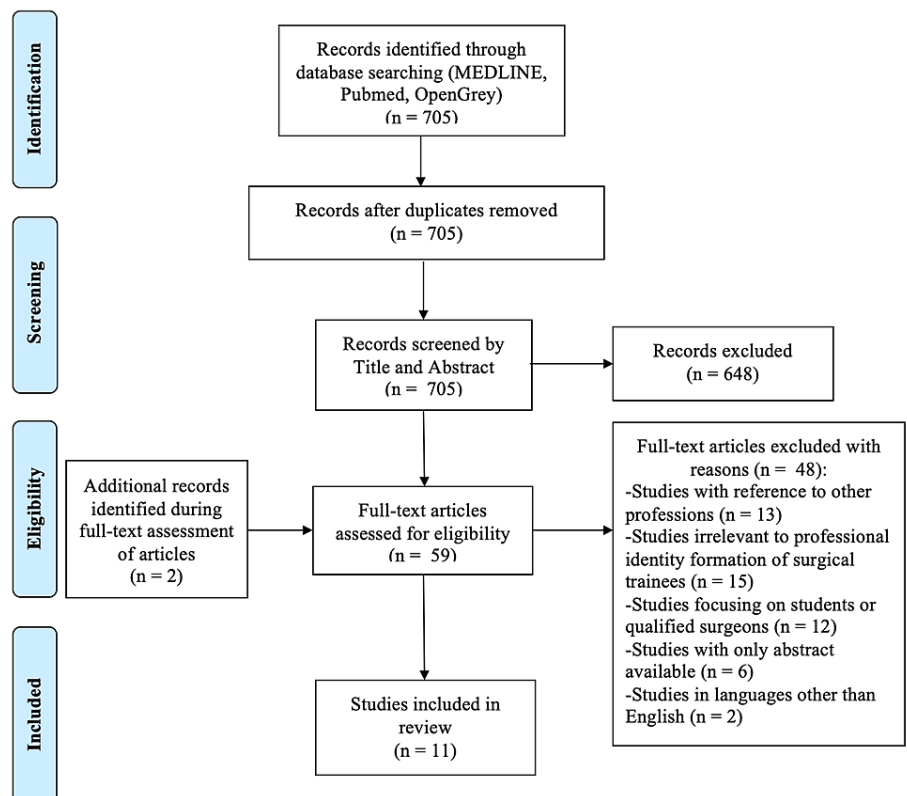 Identification
Records identified through
database searching (MEDLINE,
Pubmed, OpenGrey)
(n = 705)
Records after duplicates removed
(n = 705)
Screening
Records screened by
Title and Abstract
(n = 705)
Records excluded
(n = 648)
Eligibility
Additional records
identified during
full-text assessment
of articles
(n = 2)
Full-text articles
assessed for eligibility
(n = 59)
Full-text articles excluded with
reasons (n = 48):
-Studies with reference to other
professions (n = 13)
-Studies irrelevant to professional
identity formation of surgical
trainees (n = 15)
-Studies focusing on students or
qualified surgeons (n = 12)
-Studies with only abstract
available (n = 6)
-Studies in languages other than
English (n = 2)
Included
Studies included in
review
(n = 11)